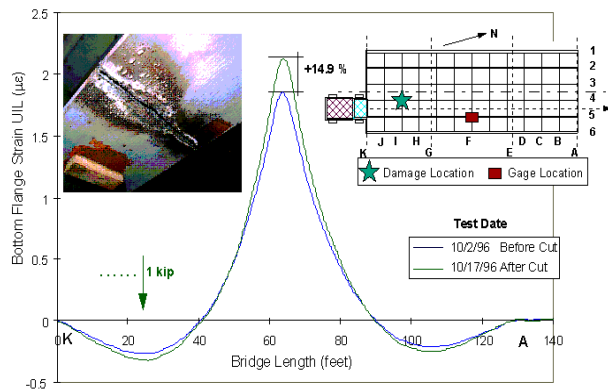 Bottom Flange Strain UIL (µε)
2.5
2
1.5
1
0.5
0
-0.5
0
20
40
60
80
100
120
140
K
A
Bridge Length (feet)
1 kip
+14.9 %
N
1
2
3
4
5
6
J I H F D C B
K G E A
Damage Location
Gage Location
Test Date
10/2/96 Before Cut
10/17/96 After Cut